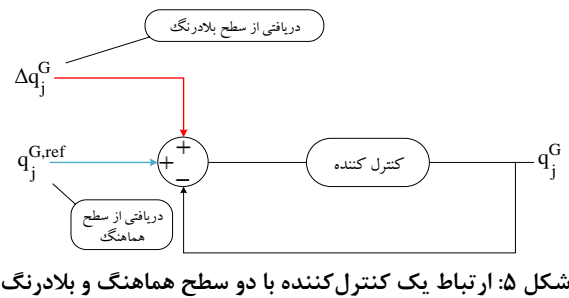 دریافتی از سطح بلادرنگ
Δq_j^G
+
q_j^{G,ref}
+
−
کنترل کننده
q_j^G
دریافتی از سطح
هماهنگ
شکل ۵: ارتباط یک کنترل‌کننده با دو سطح هماهنگ و بلادرنگ